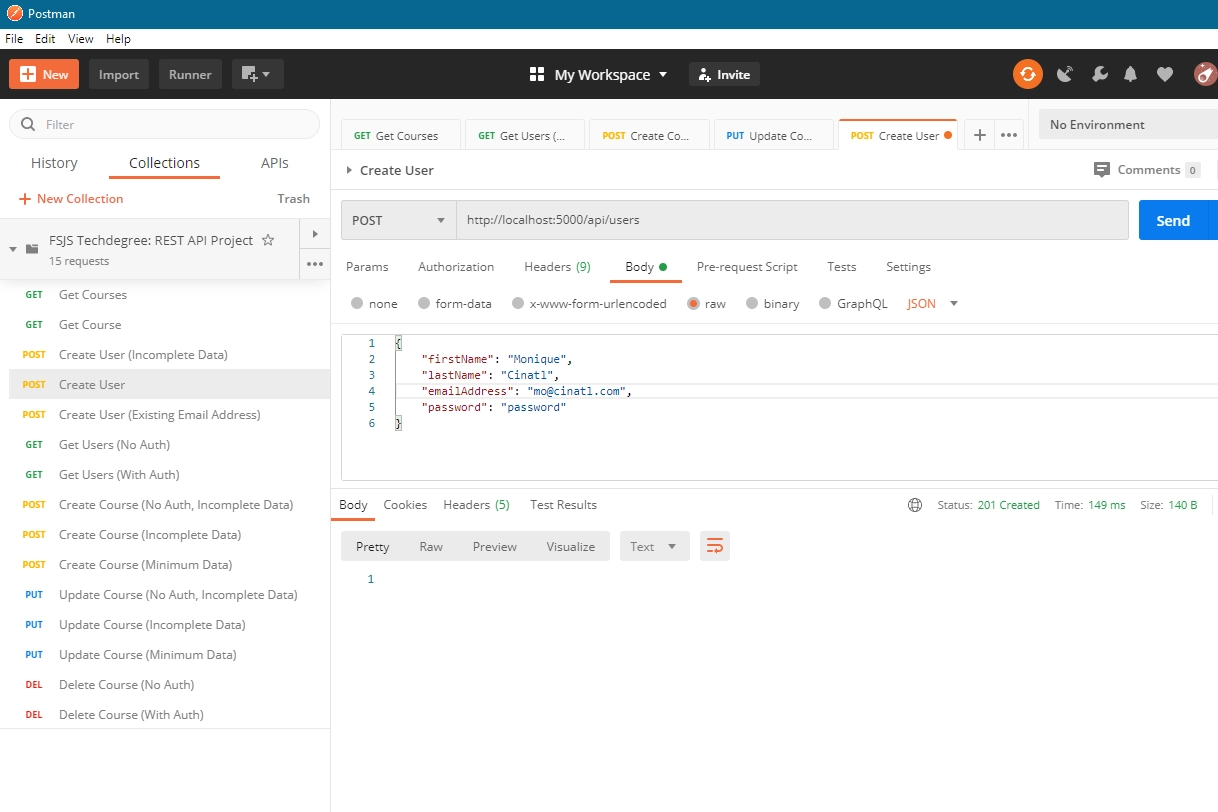 Postman
File Edit View Help
New Import Runner My Workspace Invite
Filter
History Collections APIs
New Collection Trash
FSJS Techdegree: REST API Project
15 requests
GET Get Courses
GET Get Course
POST Create User (Incomplete Data)
POST Create User
POST Create User (Existing Email Address)
GET Get Users (No Auth)
GET Get Users (With Auth)
POST Create Course (No Auth, Incomplete Data)
POST Create Course (Incomplete Data)
POST Create Course (Minimum Data)
PUT Update Course (No Auth, Incomplete Data)
PUT Update Course (Incomplete Data)
PUT Update Course (Minimum Data)
DEL Delete Course (No Auth)
DEL Delete Course (With Auth)
GET Get Courses GET Get Users (... POST Create Co... PUT Update Co... POST Create User No Environment
Create User Comments 0
POST http://localhost:5000/api/users Send
Params Authorization Headers (9) Body Pre-request Script Tests Settings
none form-data x-www-form-urlencoded raw binary GraphQL JSON
1 {
2 "firstName": "Monique",
3 "lastName": "Cinatl",
4 "emailAddress": "mo@cinatl.com",
5 "password": "password"
6 }
Body Cookies Headers (5) Test Results Status: 201 Created Time: 149 ms Size: 140 B
Pretty Raw Preview Visualize Text
1